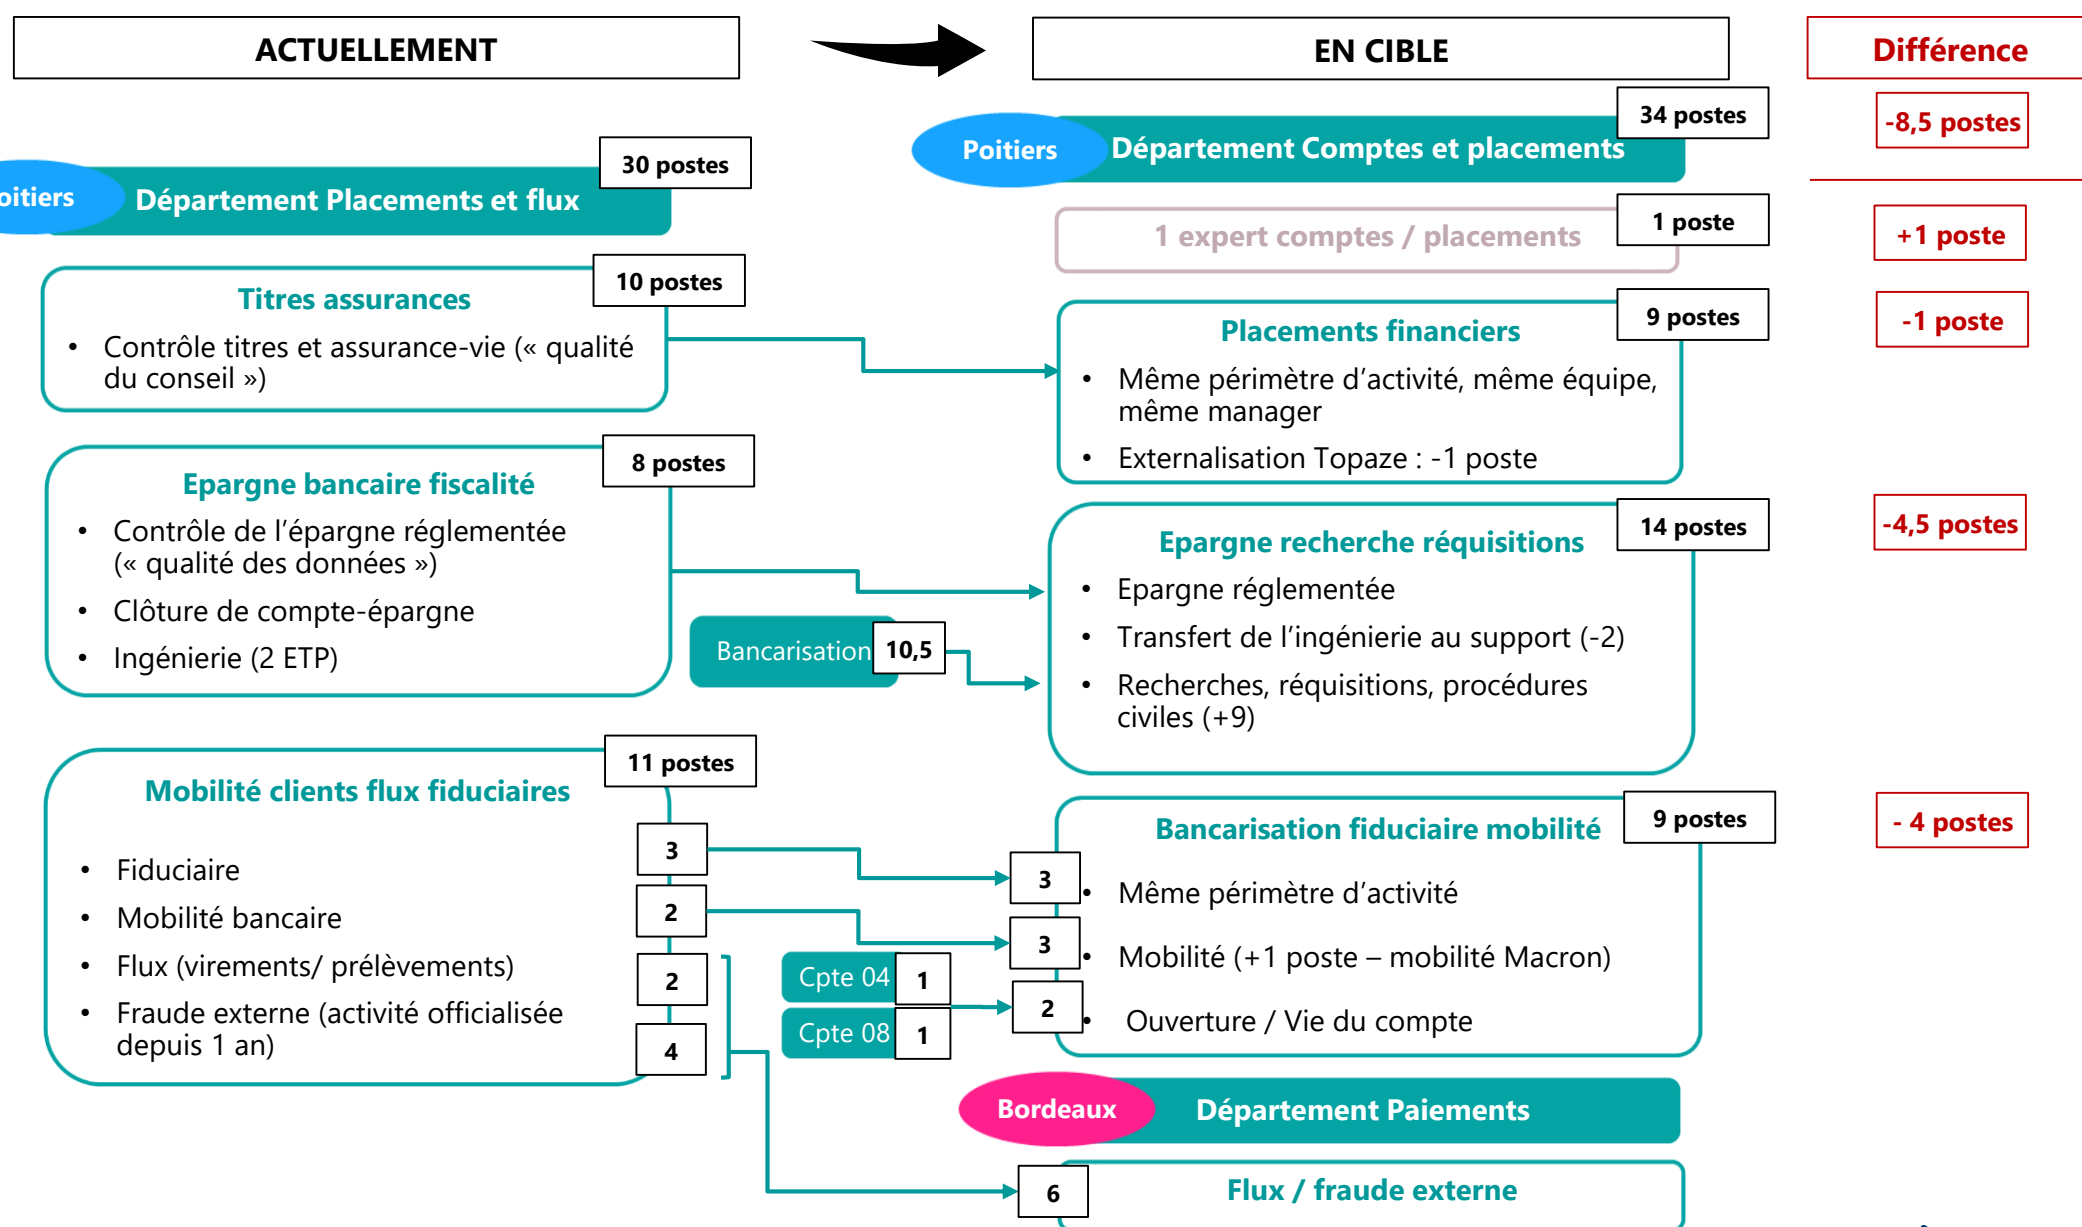 ACTUELLEMENT
EN CIBLE
Différence
30 postes
oitiers
Département Placements et flux
10 postes
Titres assurances
• Contrôle titres et assurance-vie (« qualité
du conseil »)
8 postes
Epargne bancaire fiscalité
• Contrôle de l’épargne réglementée
(« qualité des données »)
• Clôture de compte-épargne
• Ingénierie (2 ETP)
Bancarisation
10,5
11 postes
Mobilité clients flux fiduciaires
• Fiduciaire
• Mobilité bancaire
• Flux (virements/ prélèvements)
• Fraude externe (activité officialisée
depuis 1 an)
3
2
2
4
Cpte 04
1
Cpte 08
1
34 postes
Poitiers
Département Comptes et placements
-8,5 postes
1 poste
1 expert comptes / placements
+1 poste
9 postes
Placements financiers
• Même périmètre d’activité, même équipe,
même manager
• Externalisation Topaze : -1 poste
-1 poste
14 postes
Epargne recherche réquisitions
• Epargne réglementée
• Transfert de l’ingénierie au support (-2)
• Recherches, réquisitions, procédures
civiles (+9)
-4,5 postes
9 postes
Bancarisation fiduciaire mobilité
3
• Même périmètre d’activité
3
• Mobilité (+1 poste – mobilité Macron)
2
• Ouverture / Vie du compte
- 4 postes
Bordeaux
Département Paiements
6
Flux / fraude externe